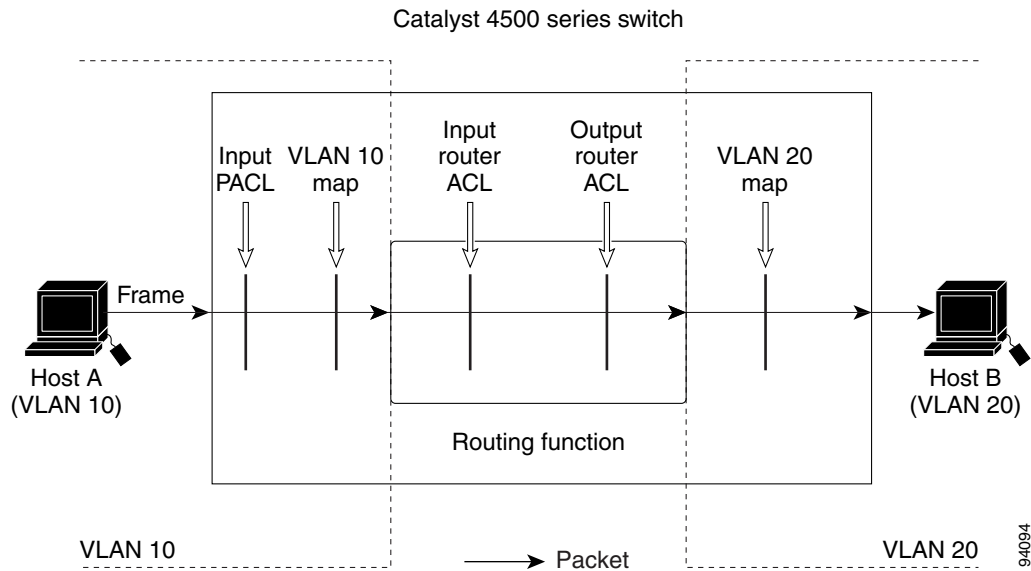 Catalyst 4500 series switch
Input
PACL
VLAN 10
map
Input
router
ACL
Output
router
ACL
VLAN 20
map
Frame
Host A
(VLAN 10)
Host B
(VLAN 20)
Routing function
VLAN 10
Packet
VLAN 20
94094